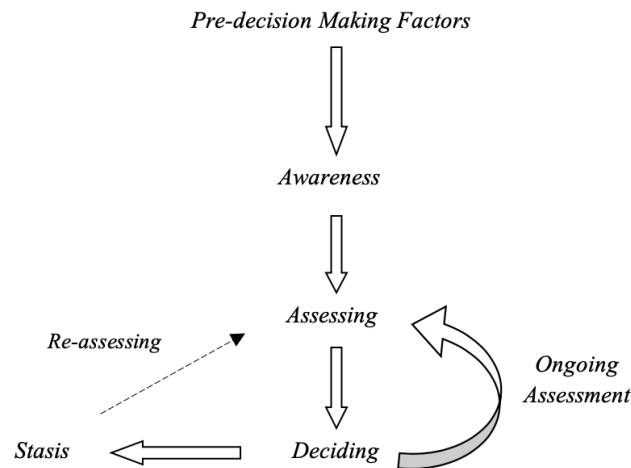 Pre-decision Making Factors
Awareness
Assessing
Re-assessing
Ongoing
Assessment
Stasis
Deciding